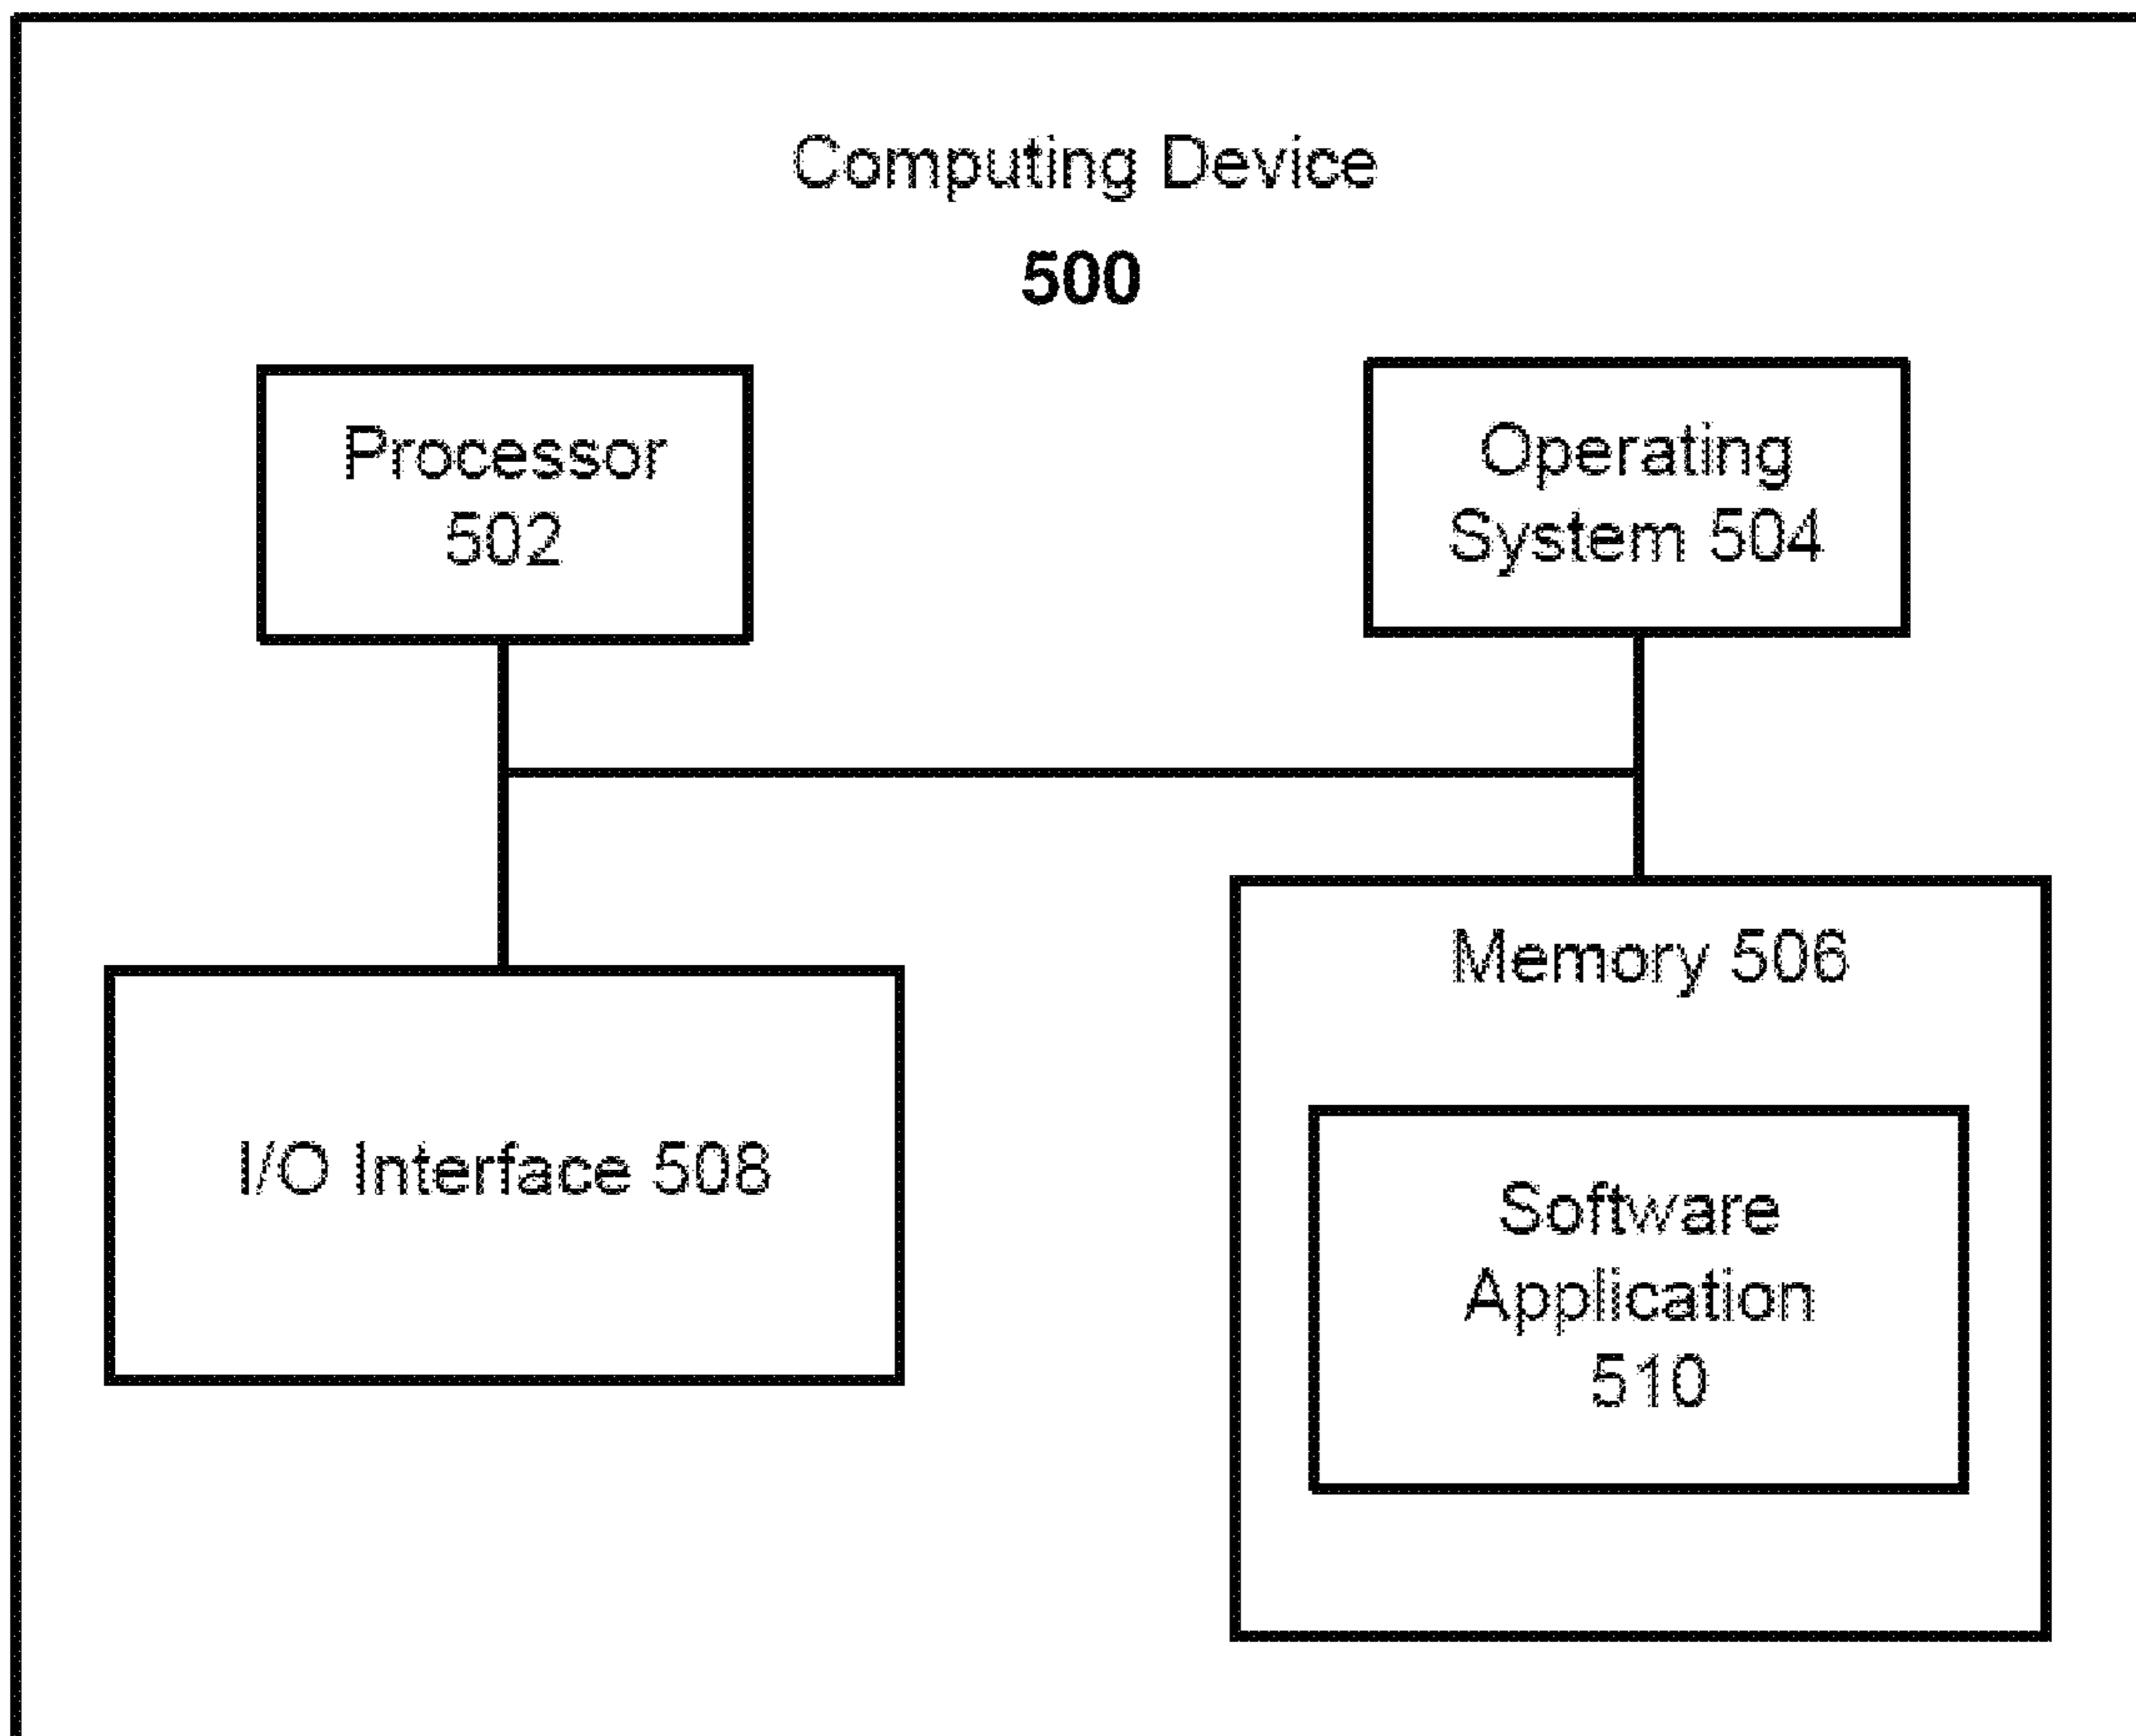 Computing Device
500
Processor
502
Operating
System 504
I/O Interface 508
Memory 506
Software
Application
510